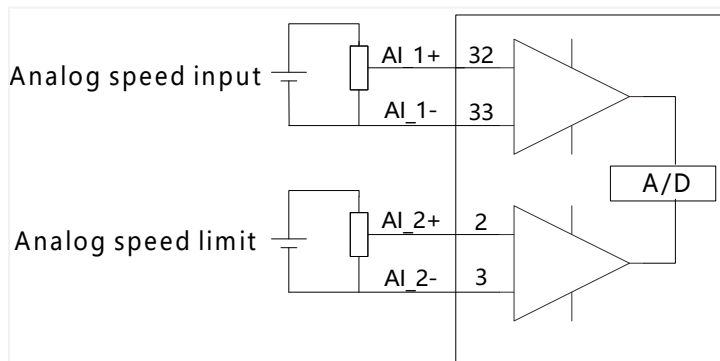 AI_1+ 32
Analog speed input
AI_1- 33
A/D
AI_2+ 2
Analog speed limit
AI_2- 3